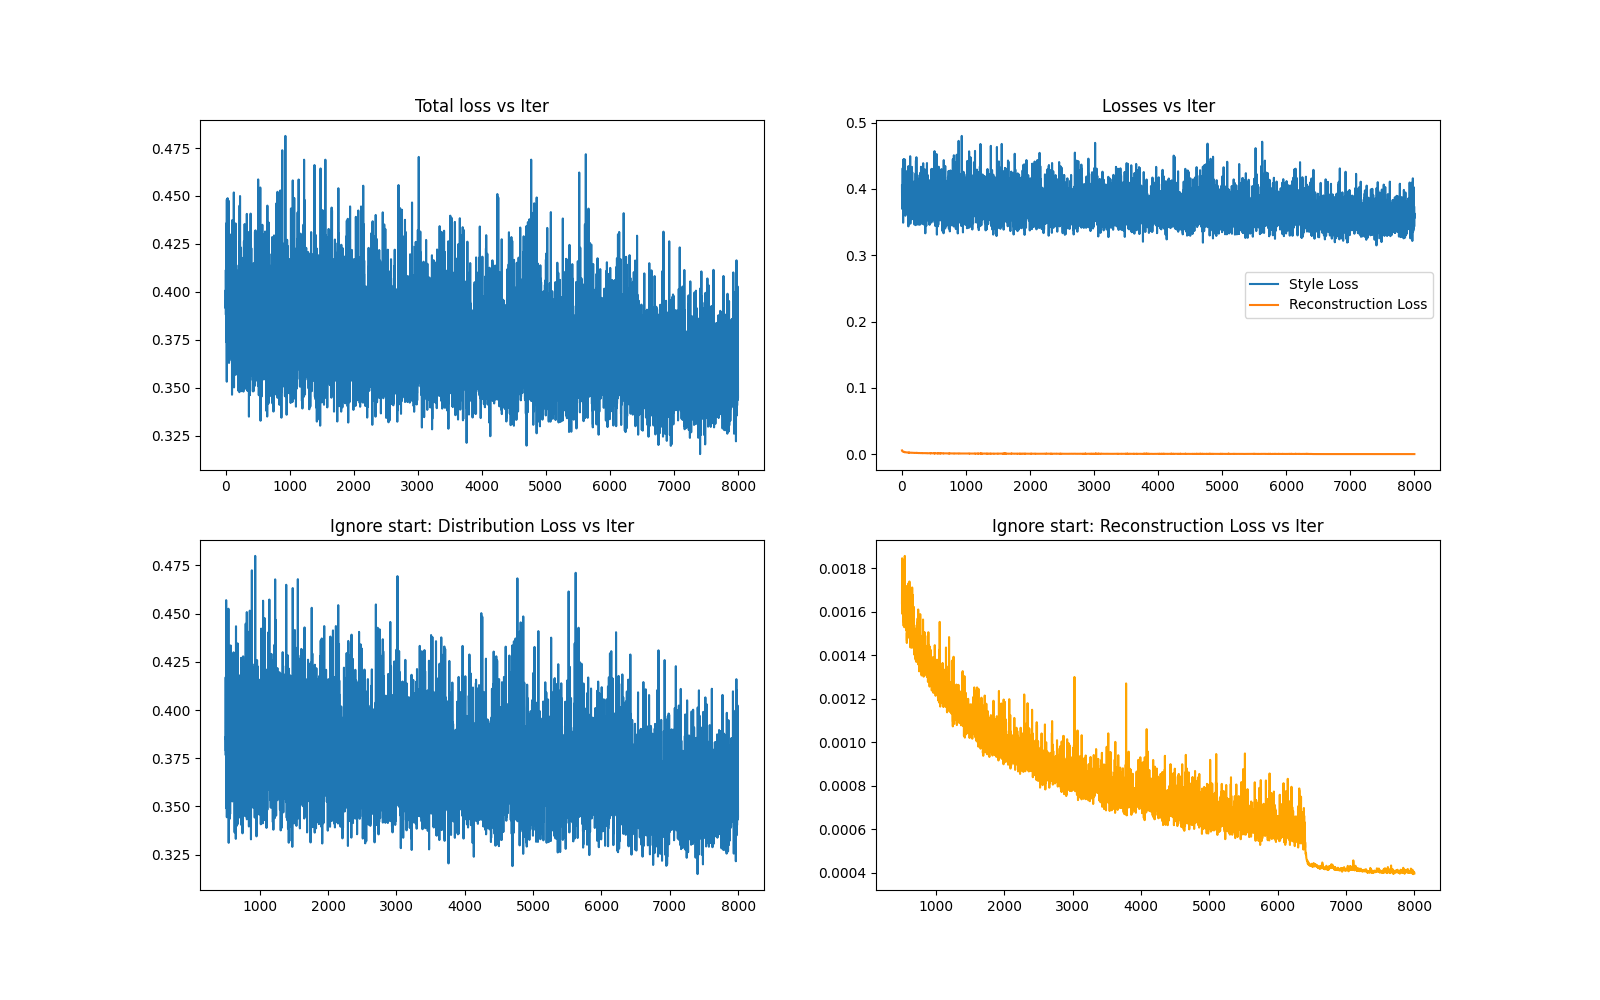 Total loss vs Iter
0.475
0.450
0.425
0.400
0.375
0.350
0.325
0 1000 2000 3000 4000 5000 6000 7000 8000
Losses vs Iter
0.5
0.4
0.3
0.2
0.1
0.0
Style Loss
Reconstruction Loss
0 1000 2000 3000 4000 5000 6000 7000 8000
Ignore start: Distribution Loss vs Iter
0.475
0.450
0.425
0.400
0.375
0.350
0.325
1000 2000 3000 4000 5000 6000 7000 8000
Ignore start: Reconstruction Loss vs Iter
0.0018
0.0016
0.0014
0.0012
0.0010
0.0008
0.0006
0.0004
1000 2000 3000 4000 5000 6000 7000 8000